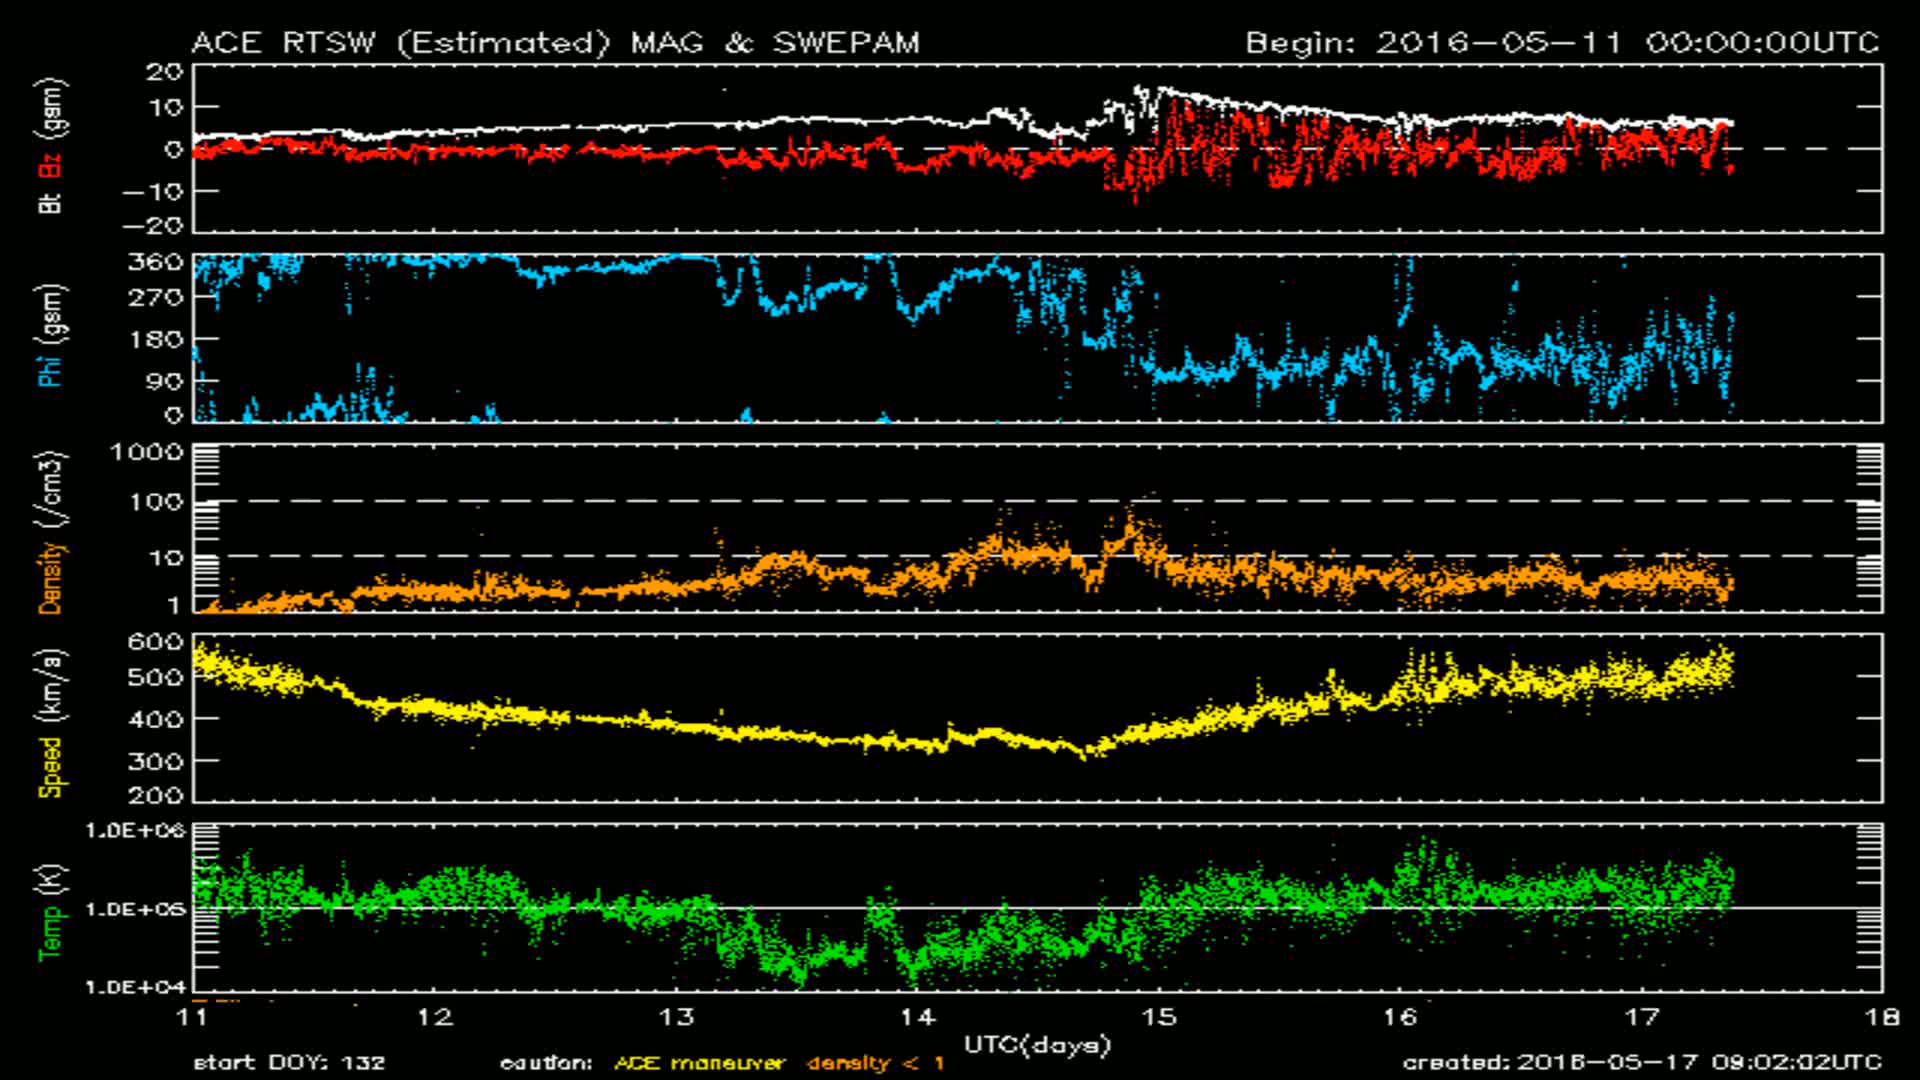 ACE RTSW (Estimated) MAG & SWEPAM
Begin: 2016-05-11 00:00:00UTC
Bt Bz (gsm)
20
10
0
-10
-20
Phi (gsm)
360
270
180
90
0
Density (/cm3)
1000
100
10
1
Speed (km/s)
600
500
400
300
200
Temp (K)
1.0E+06
1.0E+05
1.0E+04
11 12 13 14 15 16 17 18
UTC(days)
start DOY: 132
caution: ACE maneuver density < 1
created: 2016-05-17 09:02:02UTC